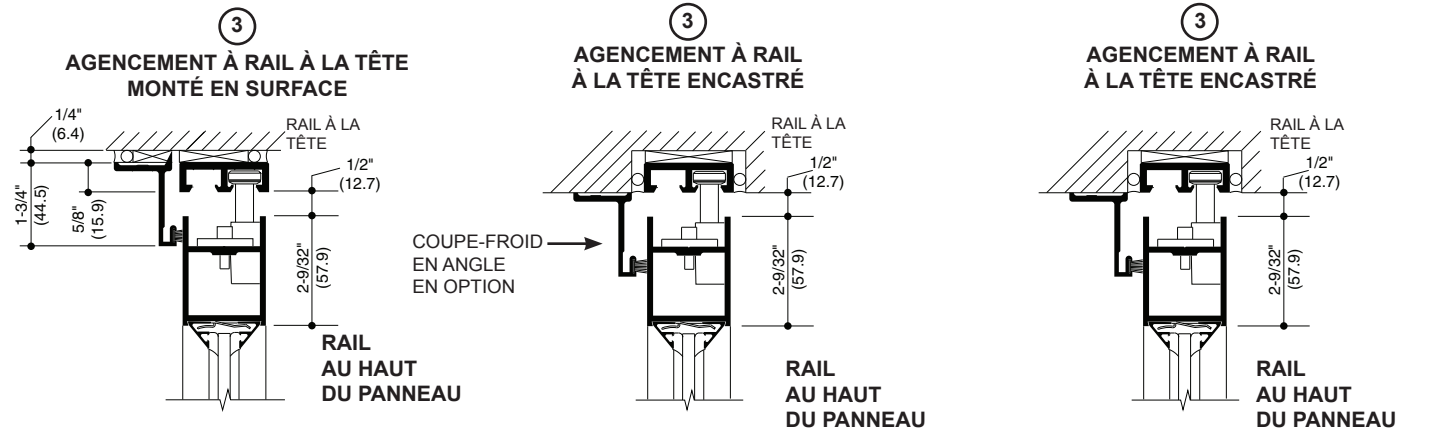 3
AGENCEMENT À RAIL À LA TÊTE
MONTÉ EN SURFACE
1/4"
(6.4)
RAIL À LA
TÊTE
1/2"
(12.7)
1-3/4"
(44.5)
5/8"
(15.9)
2-9/32"
(57.9)
RAIL
AU HAUT
DU PANNEAU
3
AGENCEMENT À RAIL
À LA TÊTE ENCASTRÉ
RAIL À LA
TÊTE
1/2"
(12.7)
COUPE-FROID
EN ANGLE
EN OPTION
2-9/32"
(57.9)
RAIL
AU HAUT
DU PANNEAU
3
AGENCEMENT À RAIL
À LA TÊTE ENCASTRÉ
RAIL À LA
TÊTE
1/2"
(12.7)
2-9/32"
(57.9)
RAIL
AU HAUT
DU PANNEAU